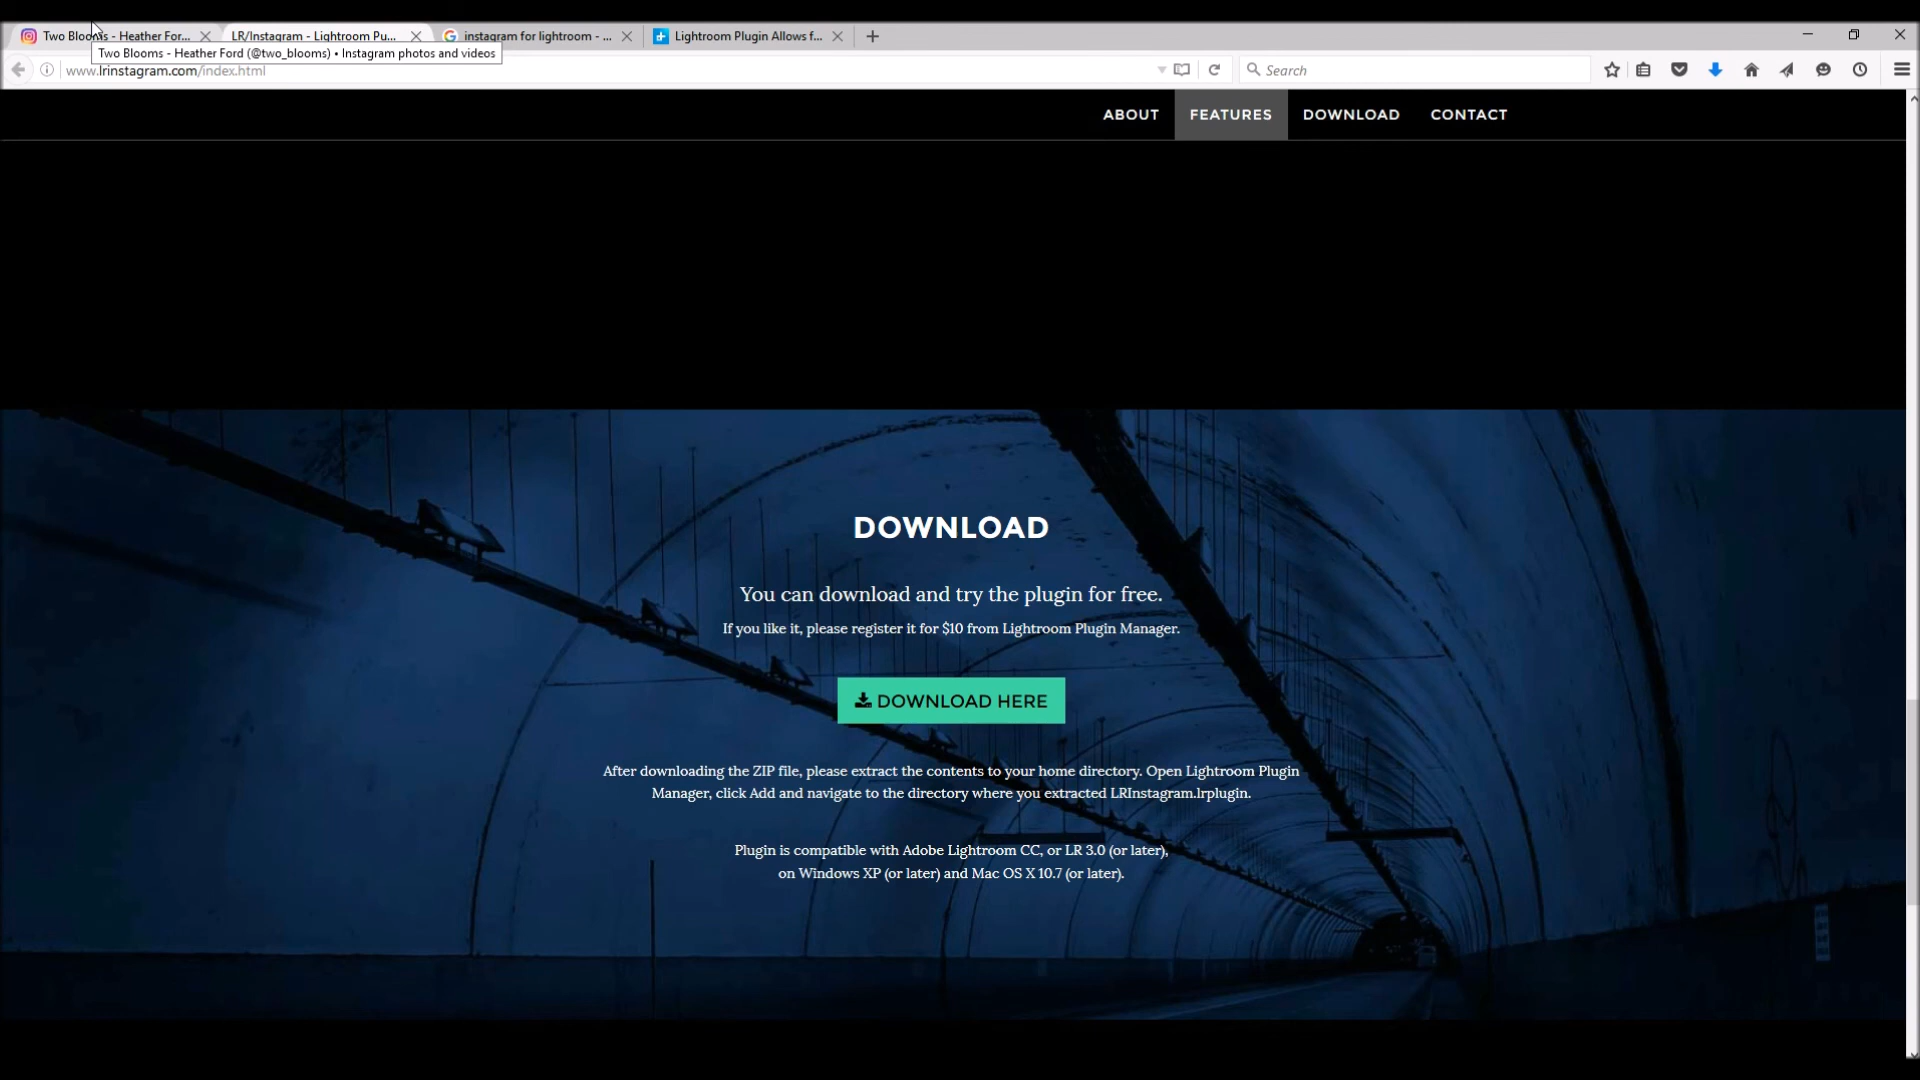 Two Blooms - Heather For...
LR/Instagram - Lightroom Pu...
instagram for lightroom - ...
Lightroom Plugin Allows f...
Two Blooms - Heather Ford (@two_blooms) • Instagram photos and videos
www.lrinstagram.com/index.html
Search
ABOUT
FEATURES
DOWNLOAD
CONTACT
DOWNLOAD
You can download and try the plugin for free.
If you like it, please register it for $10 from Lightroom Plugin Manager.
DOWNLOAD HERE
After downloading the ZIP file, please extract the contents to your home directory. Open Lightroom Plugin
Manager, click Add and navigate to the directory where you extracted LRInstagram.lrplugin.
Plugin is compatible with Adobe Lightroom CC, or LR 3.0 (or later),
on Windows XP (or later) and Mac OS X 10.7 (or later).